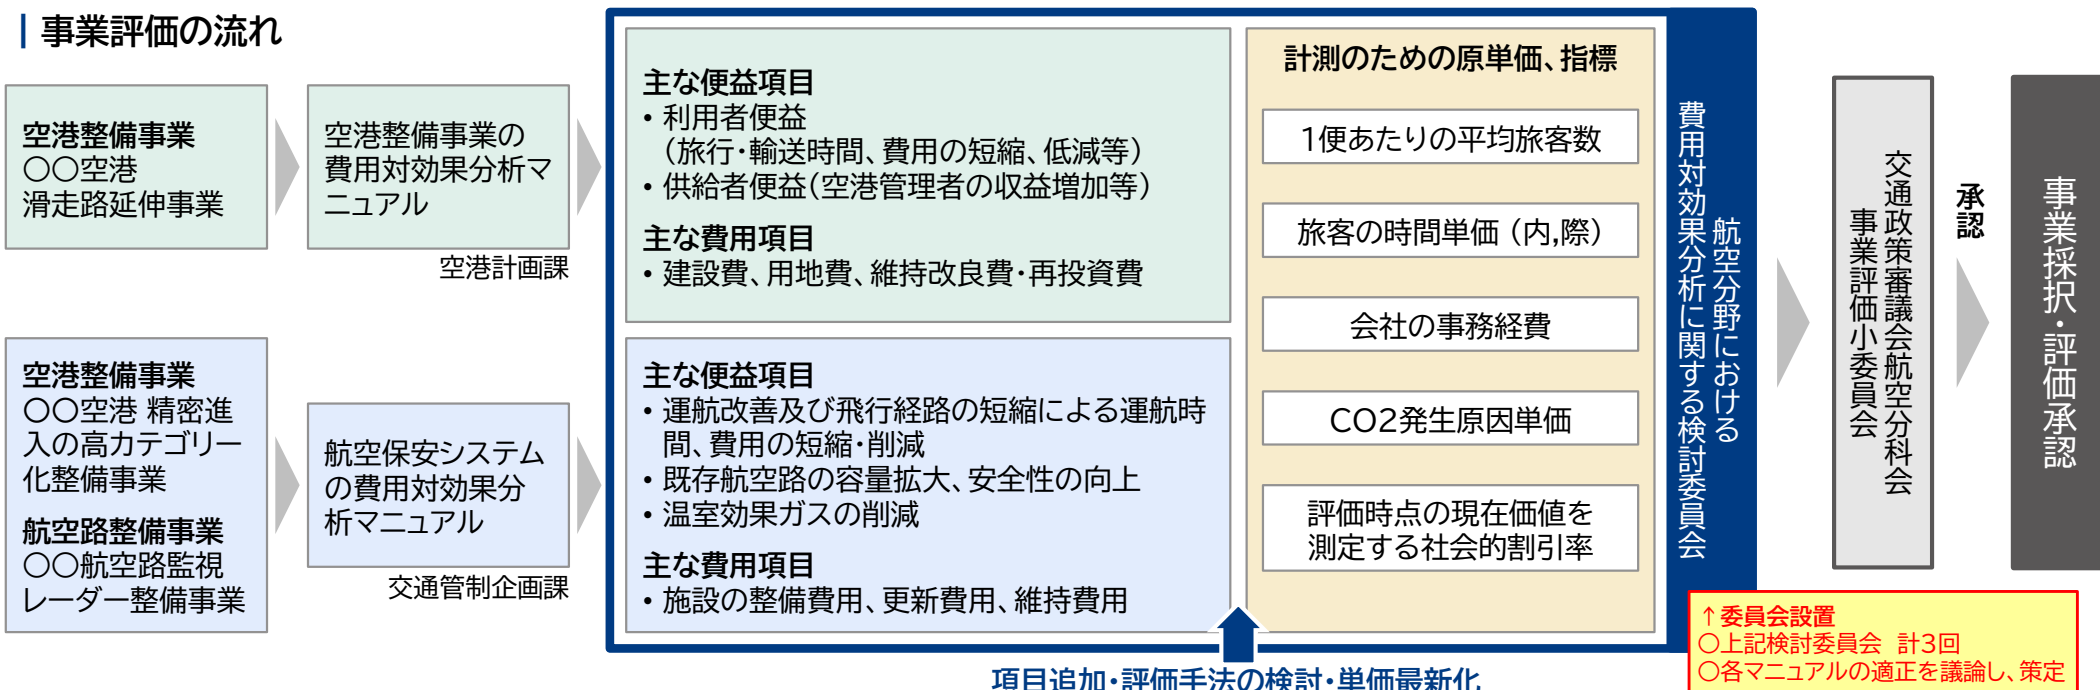 事業評価の流れ
空港整備事業
〇〇空港
滑走路延伸事業
空港整備事業の
費用対効果分析マ
ニュアル
空港計画課
空港整備事業
〇〇空港 精密進
入の高カテゴリー
化整備事業
航空路整備事業
〇〇航空路監視
レーダー整備事業
航空保安システム
の費用対効果分
析マニュアル
交通管制企画課
主な便益項目
・利用者便益
（旅行・輸送時間、費用の短縮、低減等）
・供給者便益（空港管理者の収益増加等）
主な費用項目
・建設費、用地費、維持改良費・再投資費
主な便益項目
・運航改善及び飛行経路の短縮による運航時
間、費用の短縮・削減
・既存航空路の容量拡大、安全性の向上
・温室効果ガスの削減
主な費用項目
・施設の整備費用、更新費用、維持費用
計測のための原単価、指標
1便あたりの平均旅客数
旅客の時間単価（内,際）
会社の事務経費
CO2発生原因単価
評価時点の現在価値を
測定する社会的割引率
航空分野における
費用対効果分析に関する検討委員会
交通政策審議会航空分科会
事業評価小委員会
承認
事業採択・評価承認
項目追加・評価手法の検討・単価最新化
↑委員会設置
〇上記検討委員会 計3回
〇各マニュアルの適正を議論し、策定